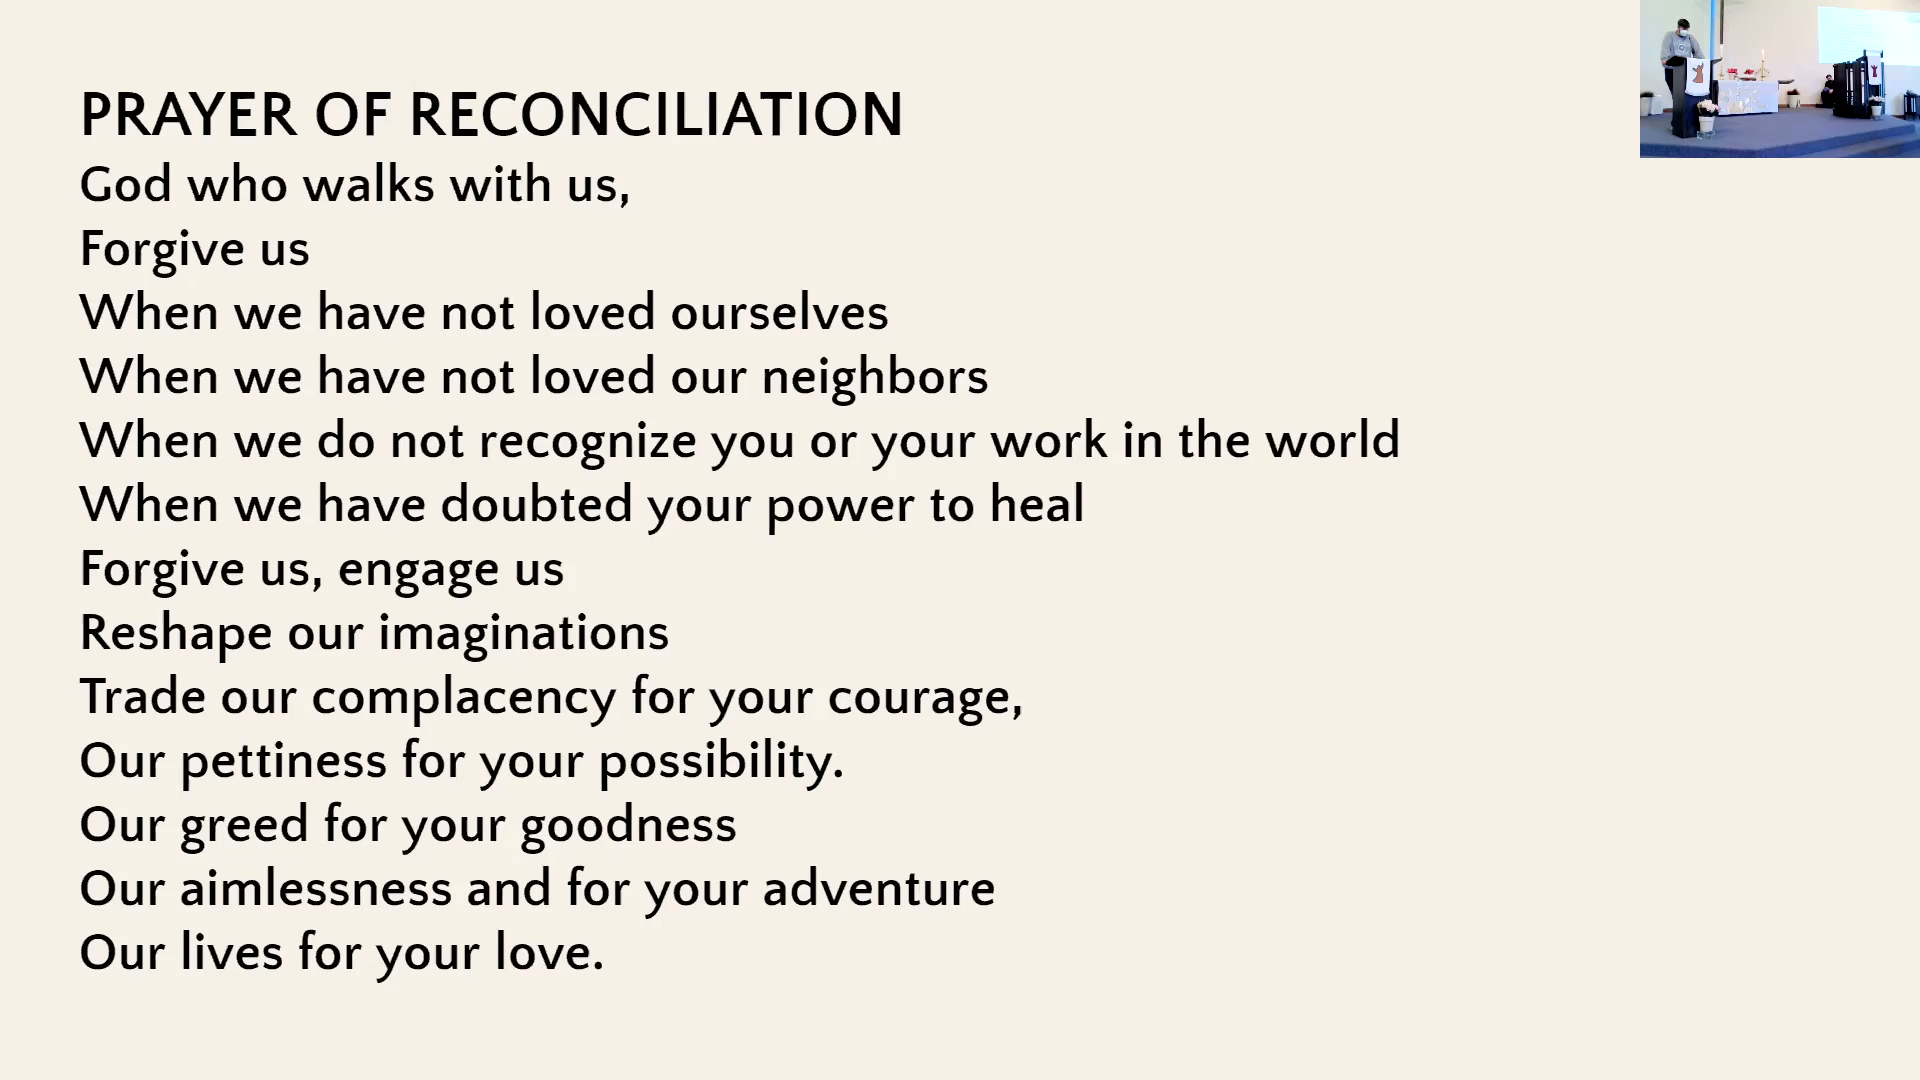 PRAYER OF RECONCILIATION
God who walks with us,
Forgive us
When we have not loved ourselves
When we have not loved our neighbors
When we do not recognize you or your work in the world
When we have doubted your power to heal
Forgive us, engage us
Reshape our imaginations
Trade our complacency for your courage,
Our pettiness for your possibility.
Our greed for your goodness
Our aimlessness and for your adventure
Our lives for your love.